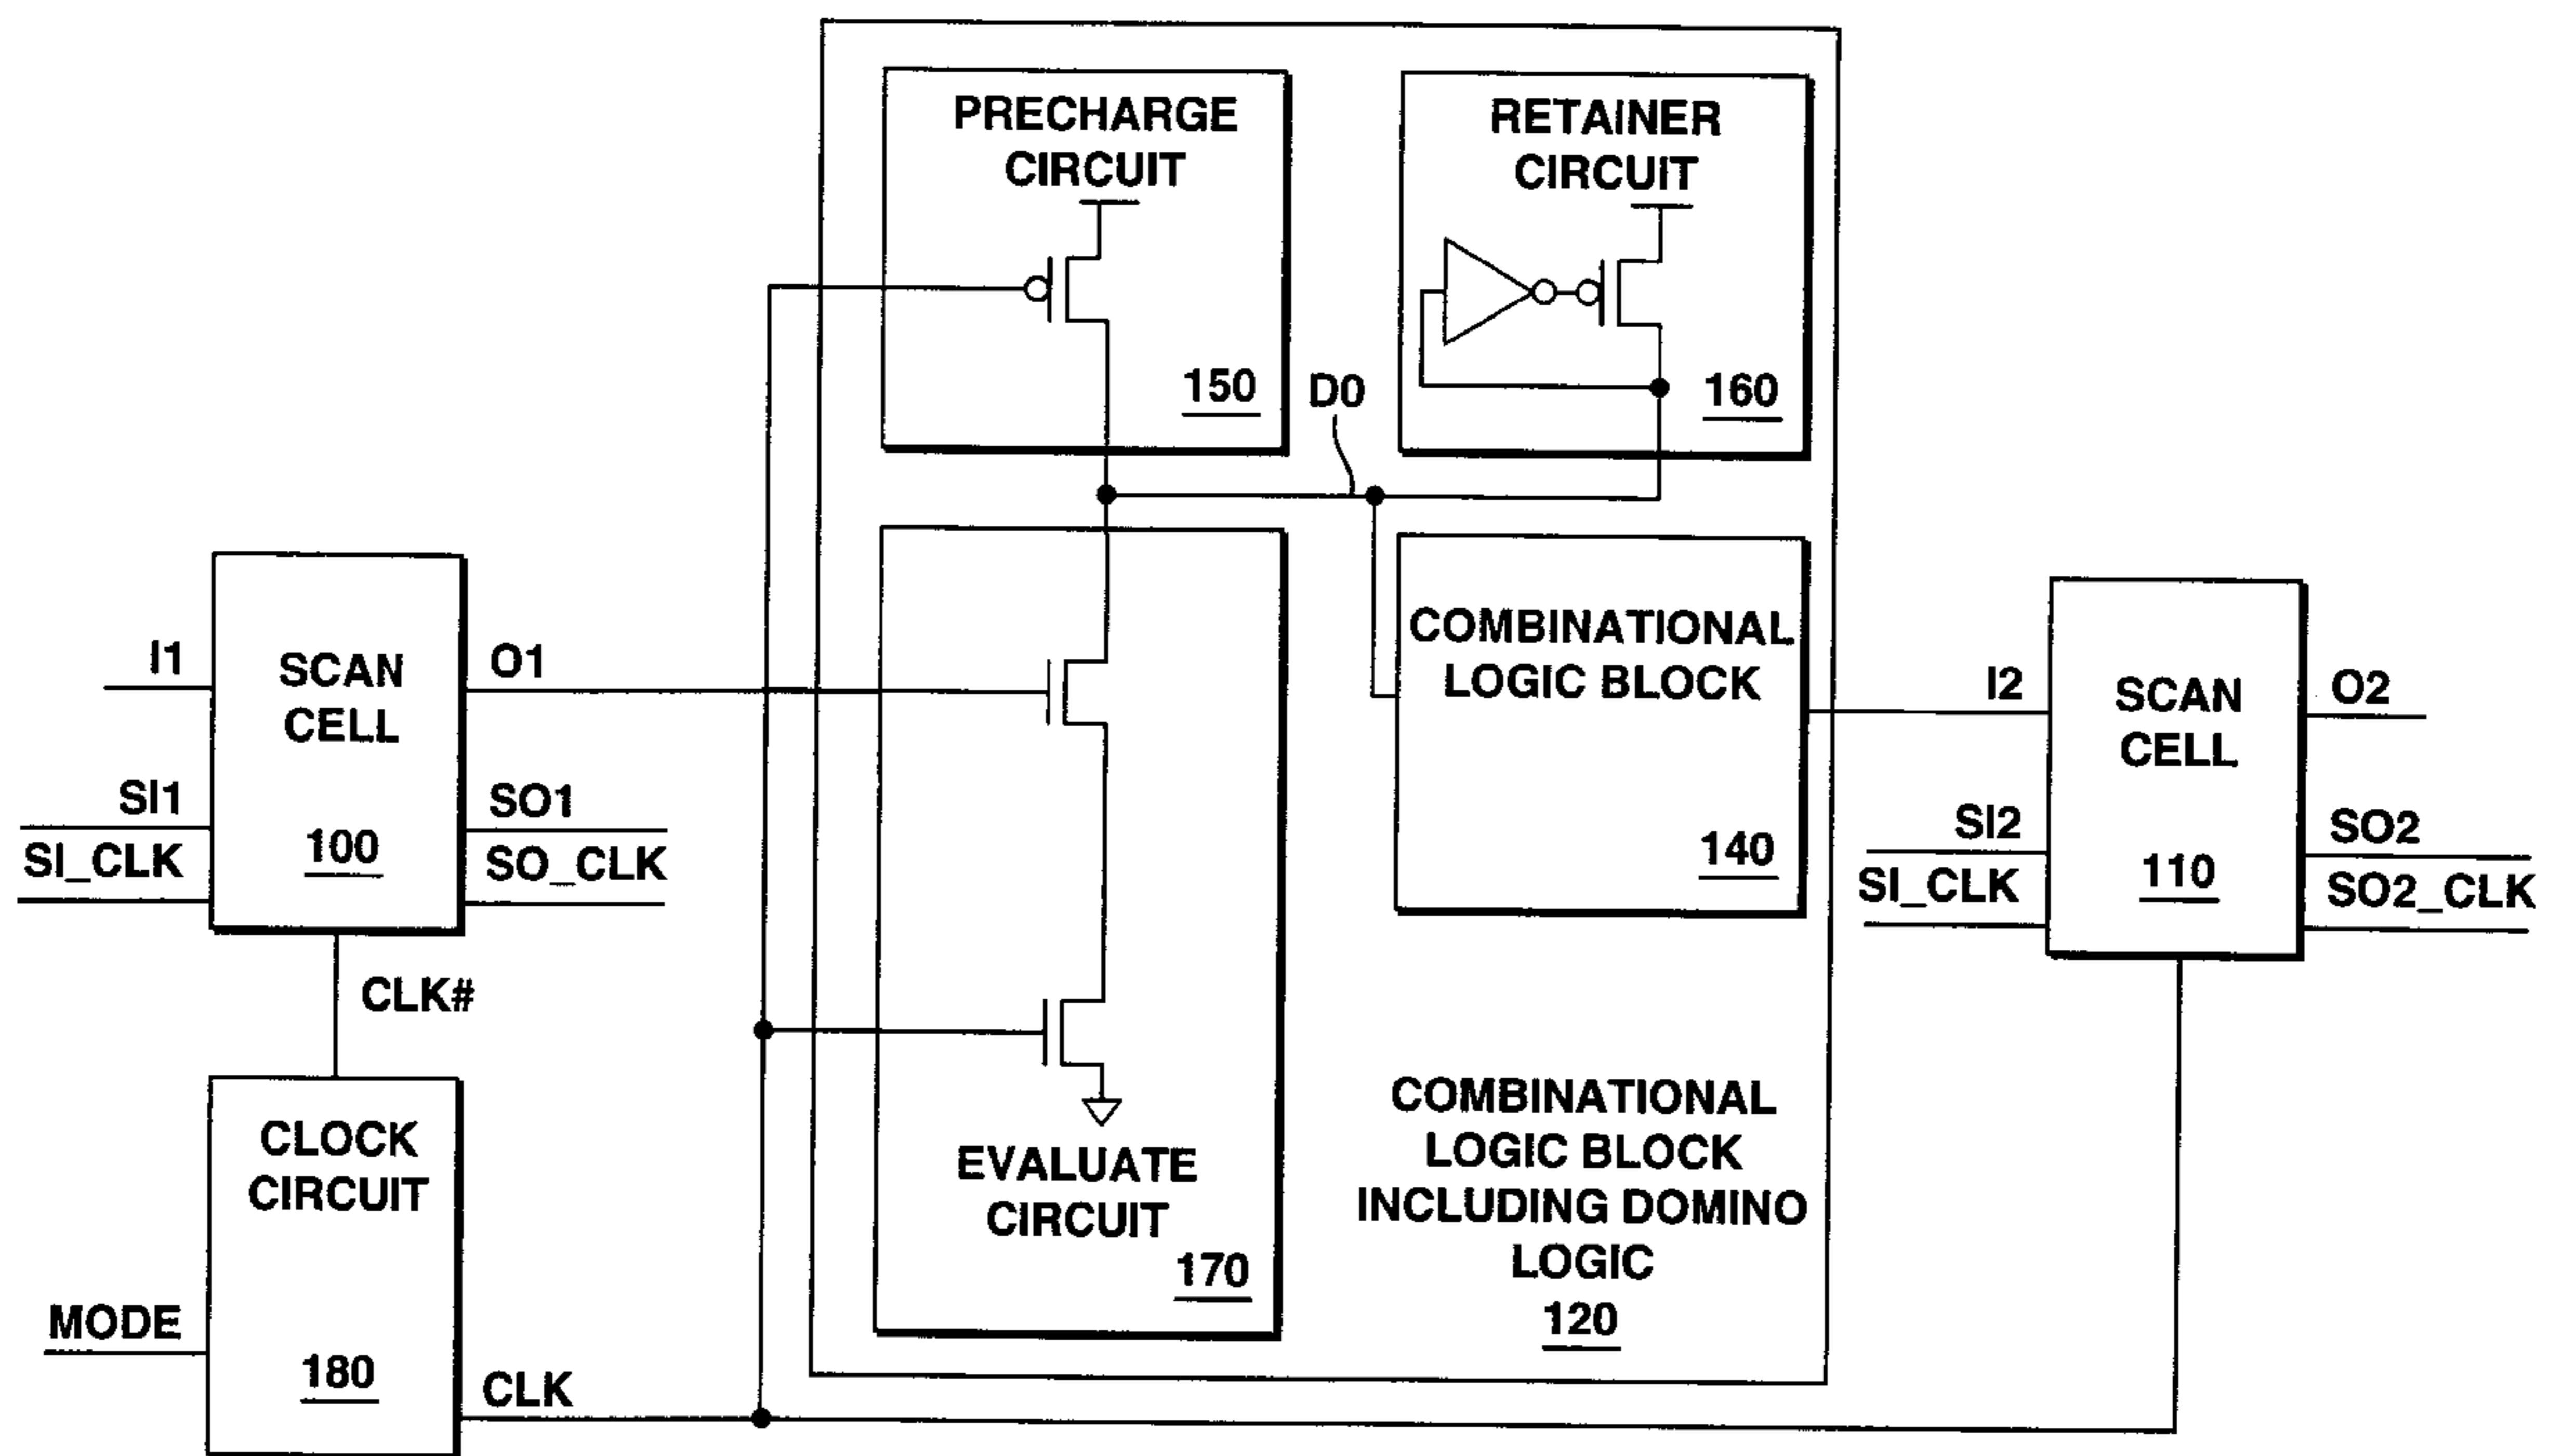 PRECHARGE
CIRCUIT
150
RETAINER
CIRCUIT
160
D0
I1
SCAN
CELL
O1
SI1
SO1
SI_CLK
100
SO_CLK
CLK#
COMBINATIONAL
LOGIC BLOCK
140
I2
SCAN
CELL
O2
SI2
SO2
SI_CLK
110
SO2_CLK
CLOCK
CIRCUIT
MODE
180
CLK
EVALUATE
CIRCUIT
170
COMBINATIONAL
LOGIC BLOCK
INCLUDING DOMINO
LOGIC
120